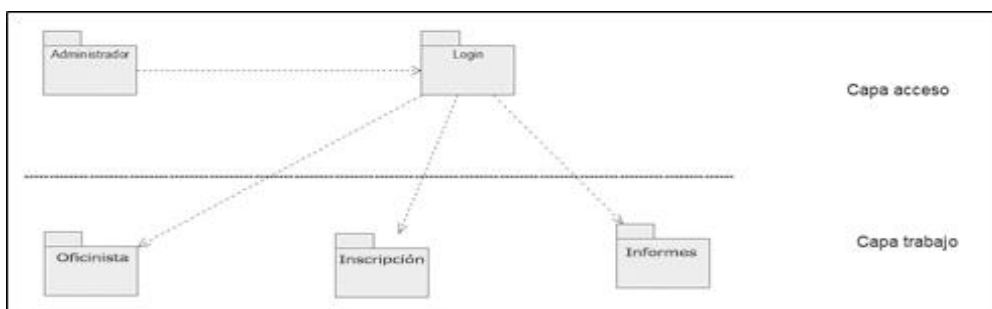 Administrador
Login
Capa acceso
Oficinista
Inscripción
Informes
Capa trabajo